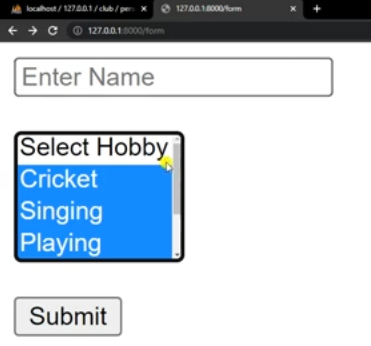 localhost / 127.0.0.1 / club / per
127.0.0.1:8000/form
127.0.0.1:8000/form
Enter Name
Select Hobby
Cricket
Singing
Playing
Submit